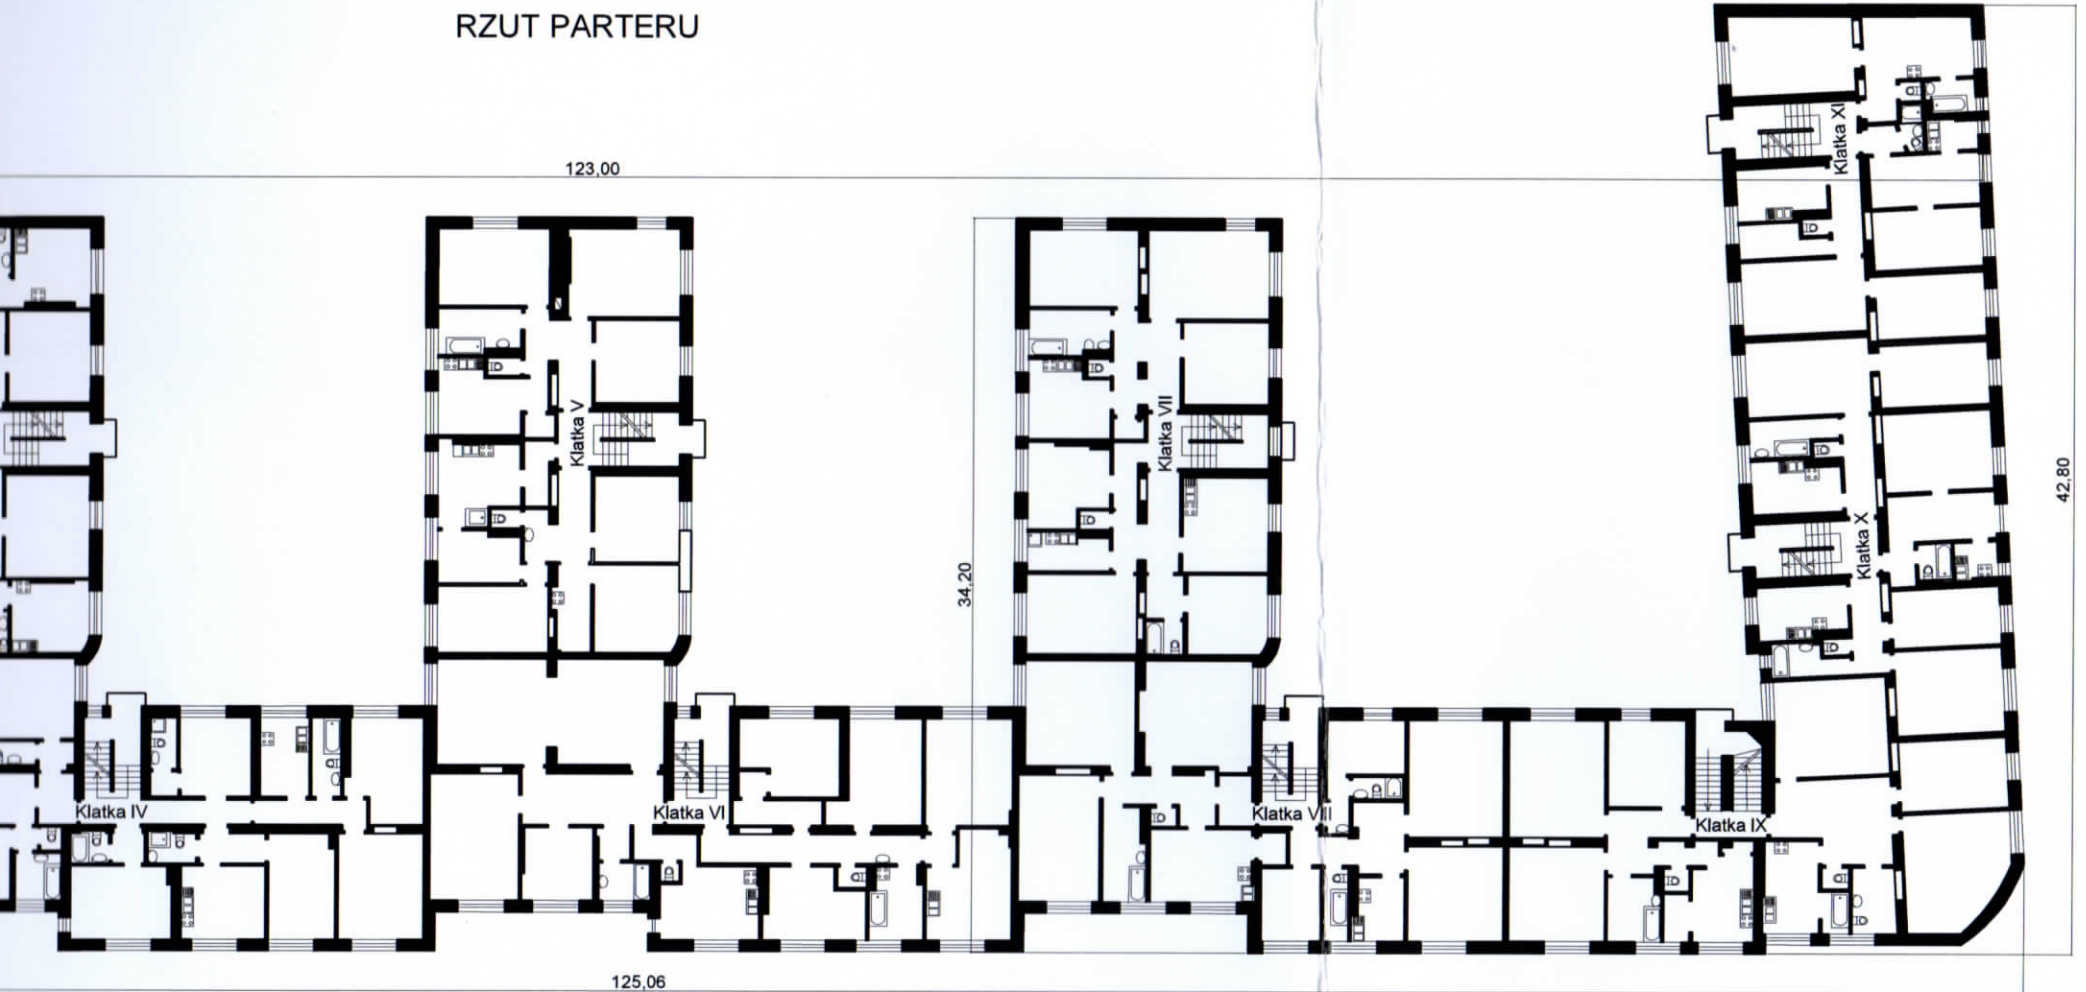 RZUT PARTERU
123,00
Klatka XI
Klatka V
Klatka VII
42,80
Klatka X
34,20
Klatka IV
Klatka VI
Klatka VIII
Klatka IX
125,06